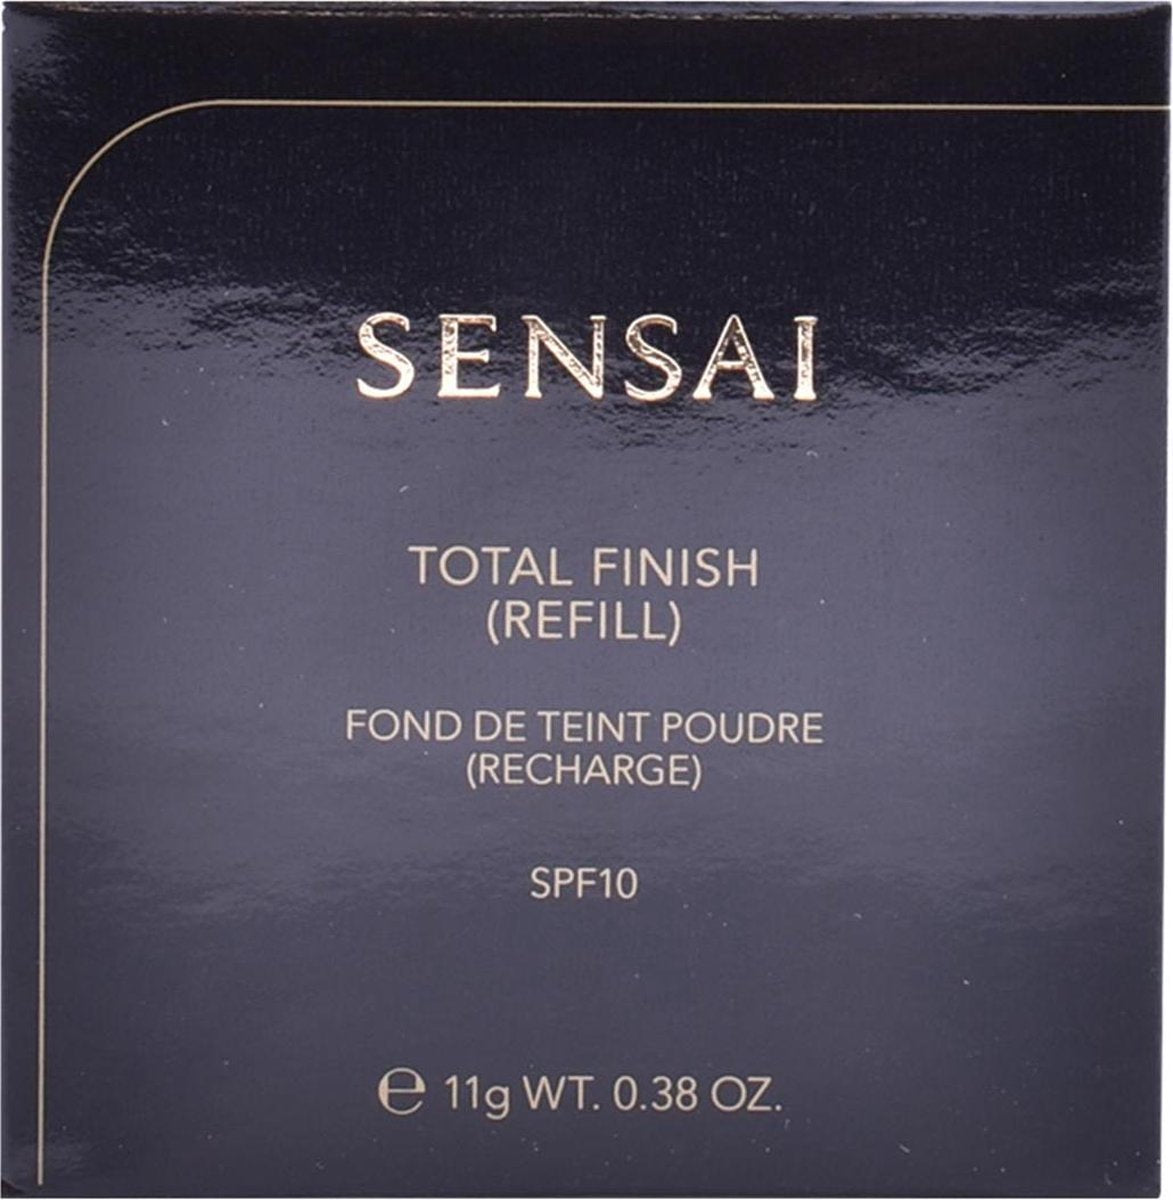 SENSAI
TOTAL FINISH
(REFILL)
FOND DE TEINT POUDRE
(RECHARGE)
SPF10
℮ 11g WT. 0.38 OZ.